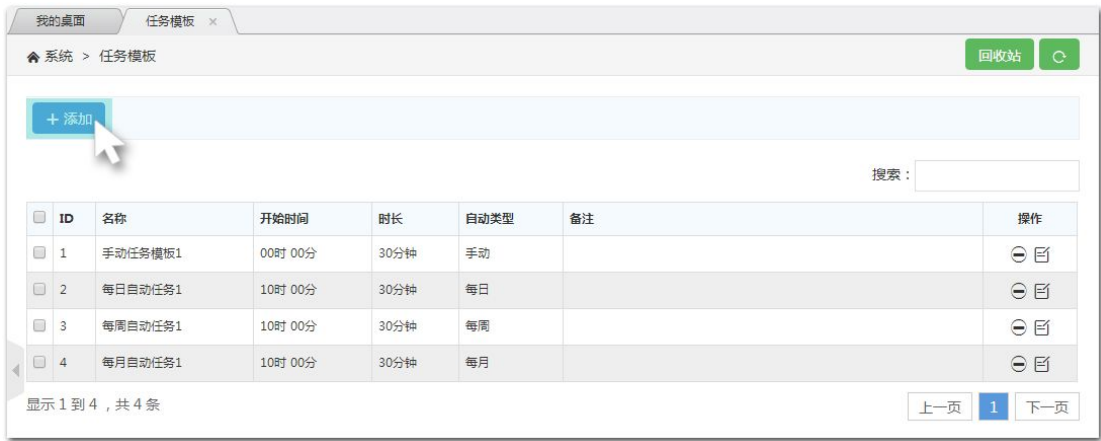 我的桌面 任务模板 ×
系统 > 任务模板 回收站
+ 添加
搜索：
ID 名称 开始时间 时长 自动类型 备注 操作
1 手动任务模板1 00时 00分 30分钟 手动
2 每日自动任务1 10时 00分 30分钟 每日
3 每周自动任务1 10时 00分 30分钟 每周
4 每月自动任务1 10时 00分 30分钟 每月
显示 1 到 4 ，共 4 条 上一页 1 下一页